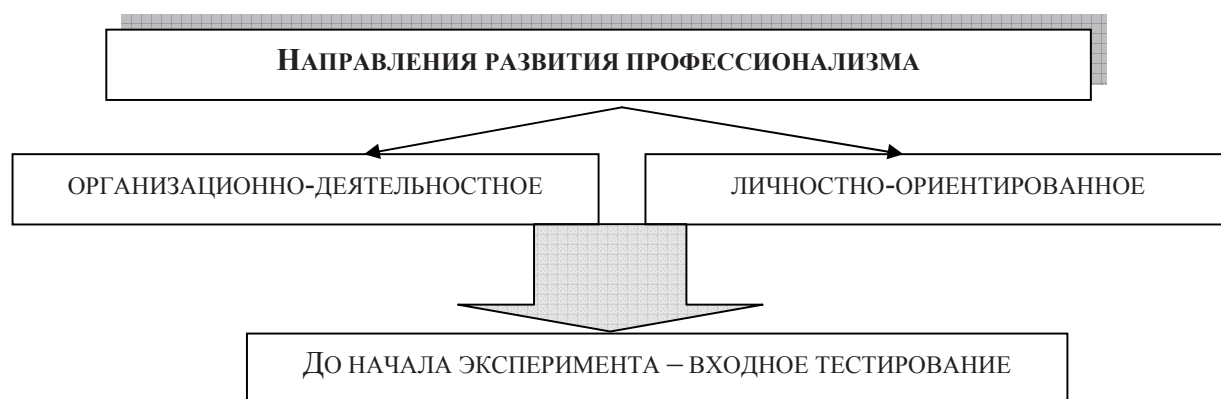 НАПРАВЛЕНИЯ РАЗВИТИЯ ПРОФЕССИОНАЛИЗМА
ОРГАНИЗАЦИОННО-ДЕЯТЕЛЬНОСТНОЕ
ЛИЧНОСТНО-ОРИЕНТИРОВАННОЕ
ДО НАЧАЛА ЭКСПЕРИМЕНТА – ВХОДНОЕ ТЕСТИРОВАНИЕ